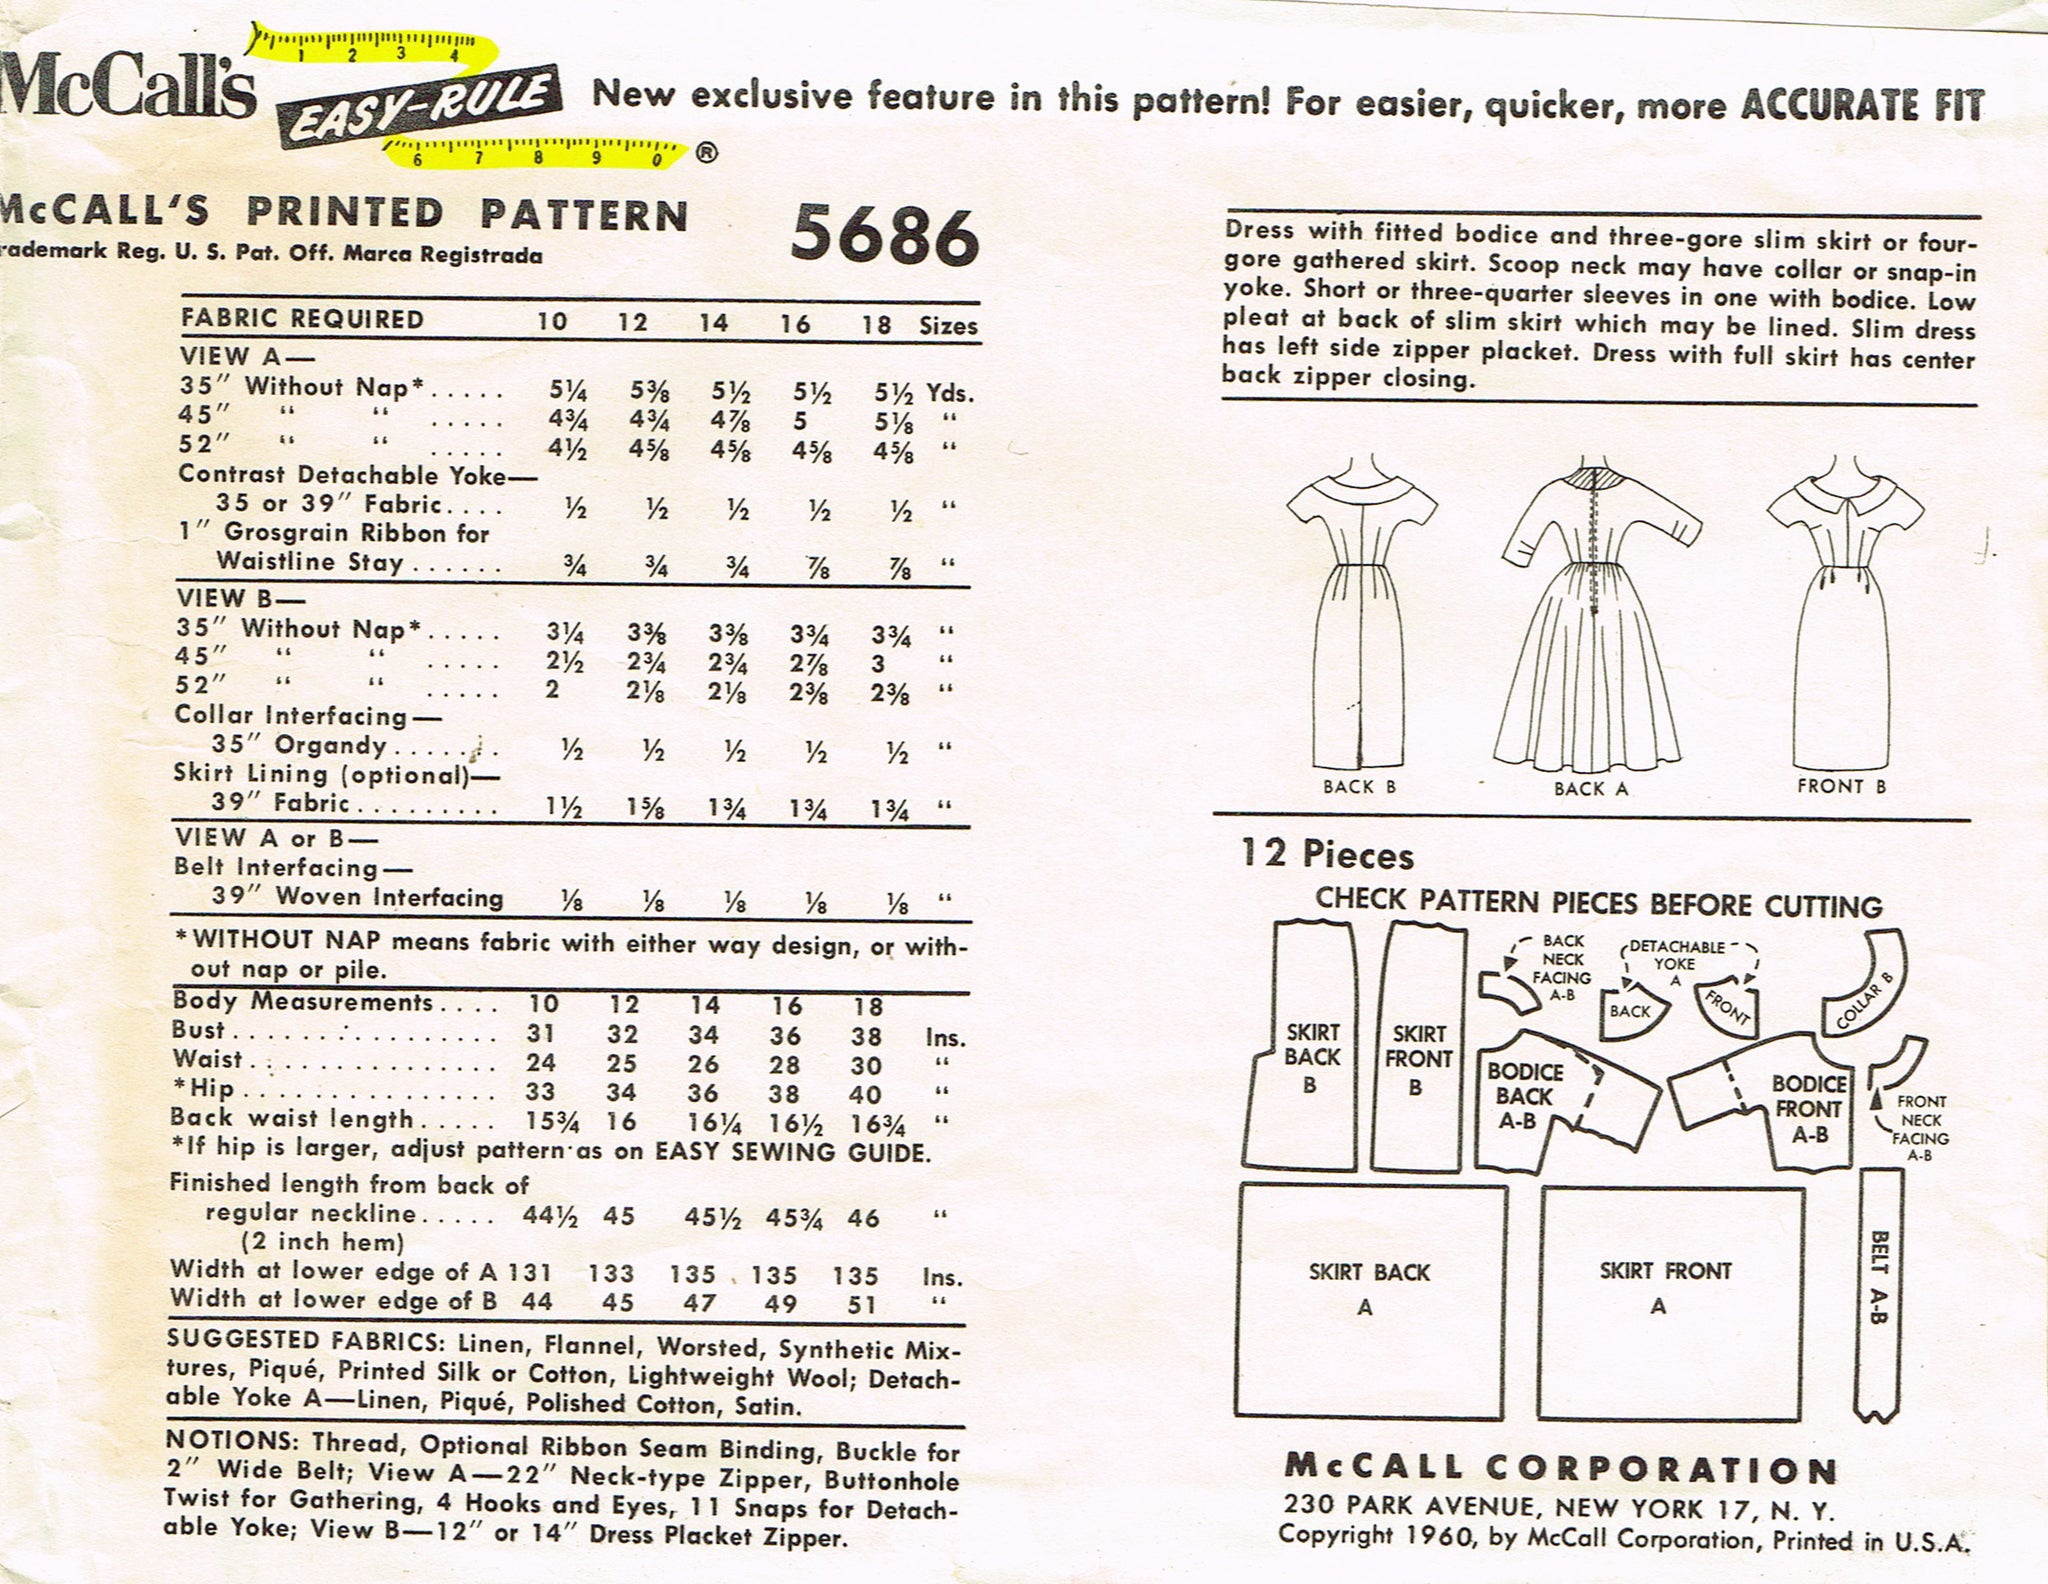 McCall's
1 2 3 4
EASY-RULE
6 7 8 9 0 ®
New exclusive feature in this pattern! For easier, quicker, more ACCURATE FIT
McCALL'S PRINTED PATTERN 5686
rademark Reg. U. S. Pat. Off. Marca Registrada
FABRIC REQUIRED 10 12 14 16 18 Sizes
VIEW A—
35" Without Nap* ..... 5¼ 5⅜ 5½ 5½ 5½ Yds.
45" “ “ ..... 4¾ 4¾ 4⅞ 5 5⅛ “
52" “ “ ..... 4½ 4⅝ 4⅝ 4⅝ 4⅝ “
Contrast Detachable Yoke—
35 or 39" Fabric.... ½ ½ ½ ½ ½ “
1" Grosgrain Ribbon for
Waistline Stay ...... ¾ ¾ ¾ ⅞ ⅞ “
VIEW B—
35" Without Nap*..... 3¼ 3⅜ 3⅜ 3¾ 3¾ “
45" “ “ ..... 2½ 2¾ 2¾ 2⅞ 3 “
52" “ “ ..... 2 2⅛ 2⅛ 2⅜ 2⅜ “
Collar Interfacing—
35" Organdy....... ½ ½ ½ ½ ½ “
Skirt Lining (optional)—
39" Fabric......... 1½ 1⅝ 1¾ 1¾ 1¾ “
VIEW A or B—
Belt Interfacing—
39" Woven Interfacing ⅛ ⅛ ⅛ ⅛ ⅛ “
*WITHOUT NAP means fabric with either way design, or with-
out nap or pile.
Body Measurements.... 10 12 14 16 18
Bust................. 31 32 34 36 38 Ins.
Waist................ 24 25 26 28 30 “
*Hip................ 33 34 36 38 40 “
Back waist length..... 15¾ 16 16¼ 16½ 16¾ “
*If hip is larger, adjust pattern as on EASY SEWING GUIDE.
Finished length from back of
regular neckline..... 44½ 45 45½ 45¾ 46 “
(2 inch hem)
Width at lower edge of A 131 133 135 135 135 Ins.
Width at lower edge of B 44 45 47 49 51 “
SUGGESTED FABRICS: Linen, Flannel, Worsted, Synthetic Mix-
tures, Piqué, Printed Silk or Cotton, Lightweight Wool; Detach-
able Yoke A—Linen, Piqué, Polished Cotton, Satin.
NOTIONS: Thread, Optional Ribbon Seam Binding, Buckle for
2" Wide Belt; View A—22" Neck-type Zipper, Buttonhole
Twist for Gathering, 4 Hooks and Eyes, 11 Snaps for Detach-
able Yoke; View B—12" or 14" Dress Placket Zipper.
Dress with fitted bodice and three-gore slim skirt or four-
gore gathered skirt. Scoop neck may have collar or snap-in
yoke. Short or three-quarter sleeves in one with bodice. Low
pleat at back of slim skirt which may be lined. Slim dress
has left side zipper placket. Dress with full skirt has center
back zipper closing.
BACK B BACK A FRONT B
12 Pieces
CHECK PATTERN PIECES BEFORE CUTTING
SKIRT
BACK
B
SKIRT
FRONT
B
BACK
NECK
FACING
A-B
DETACHABLE
YOKE
A
BACK
FRONT
COLLAR B
BODICE
BACK
A-B
BODICE
FRONT
A-B
FRONT
NECK
FACING
A-B
SKIRT BACK
A
SKIRT FRONT
A
BELT A-B
McCALL CORPORATION
230 PARK AVENUE, NEW YORK 17, N. Y.
Copyright 1960, by McCall Corporation, Printed in U.S.A.